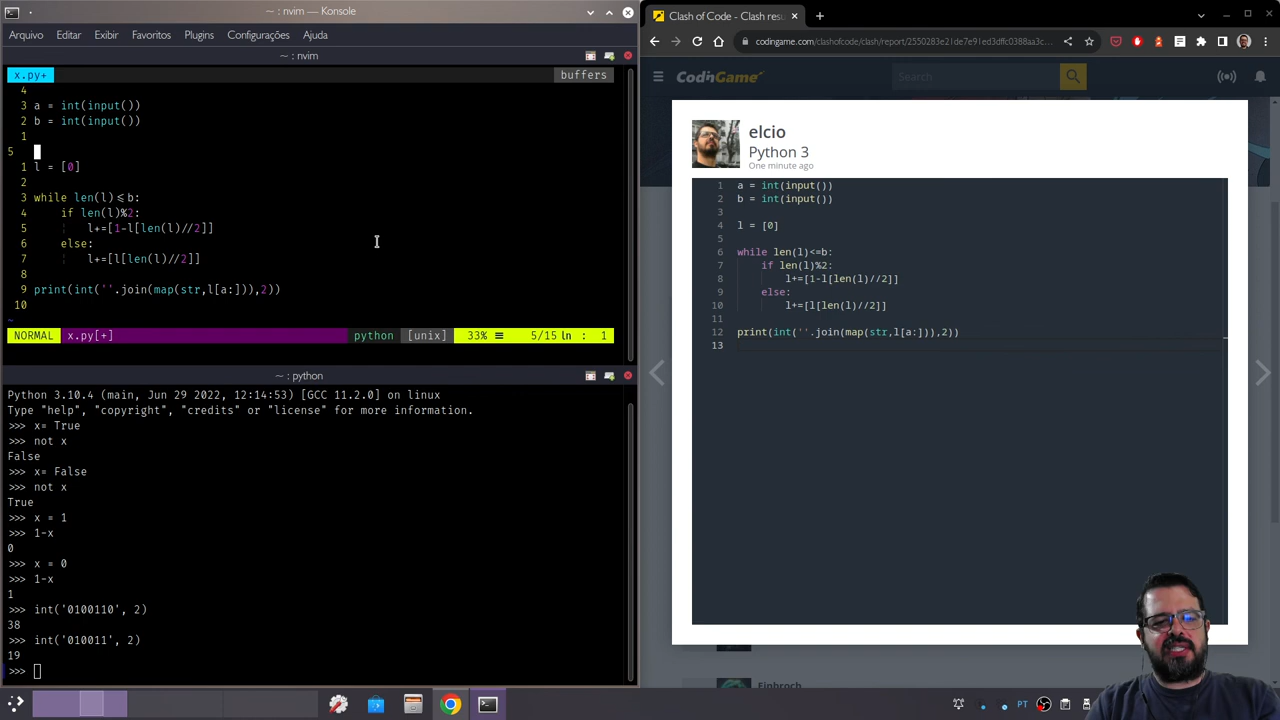 ~ : nvim — Konsole
Arquivo Editar Exibir Favoritos Plugins Configurações Ajuda
~ : nvim
x.py+ buffers
4
3 a = int(input())
2 b = int(input())
1
5
1 l = [0]
2
3 while len(l)<=b:
4 if len(l)%2:
5 l+=[1-l[len(l)//2]]
6 else:
7 l+=[l[len(l)//2]]
8
9 print(int(''.join(map(str,l[a:])),2))
10
~
NORMAL x.py[+] python [unix] 33% 5/15 ln : 1
~ : python
Python 3.10.4 (main, Jun 29 2022, 12:14:53) [GCC 11.2.0] on linux
Type "help", "copyright", "credits" or "license" for more information.
>>> x= True
>>> not x
False
>>> x= False
>>> not x
True
>>> x = 1
>>> 1-x
0
>>> x = 0
>>> 1-x
1
>>> int('0100110', 2)
38
>>> int('010011', 2)
19
>>>
Clash of Code - Clash resu
codingame.com/clashofcode/clash/report/2550283e21de7e91ed3dffc0388aa3c...
CodinGame Search
elcio
Python 3
One minute ago
1 a = int(input())
2 b = int(input())
3
4 l = [0]
5
6 while len(l)<=b:
7 if len(l)%2:
8 l+=[1-l[len(l)//2]]
9 else:
10 l+=[l[len(l)//2]]
11
12 print(int(''.join(map(str,l[a:])),2))
13
Einbroch
PT